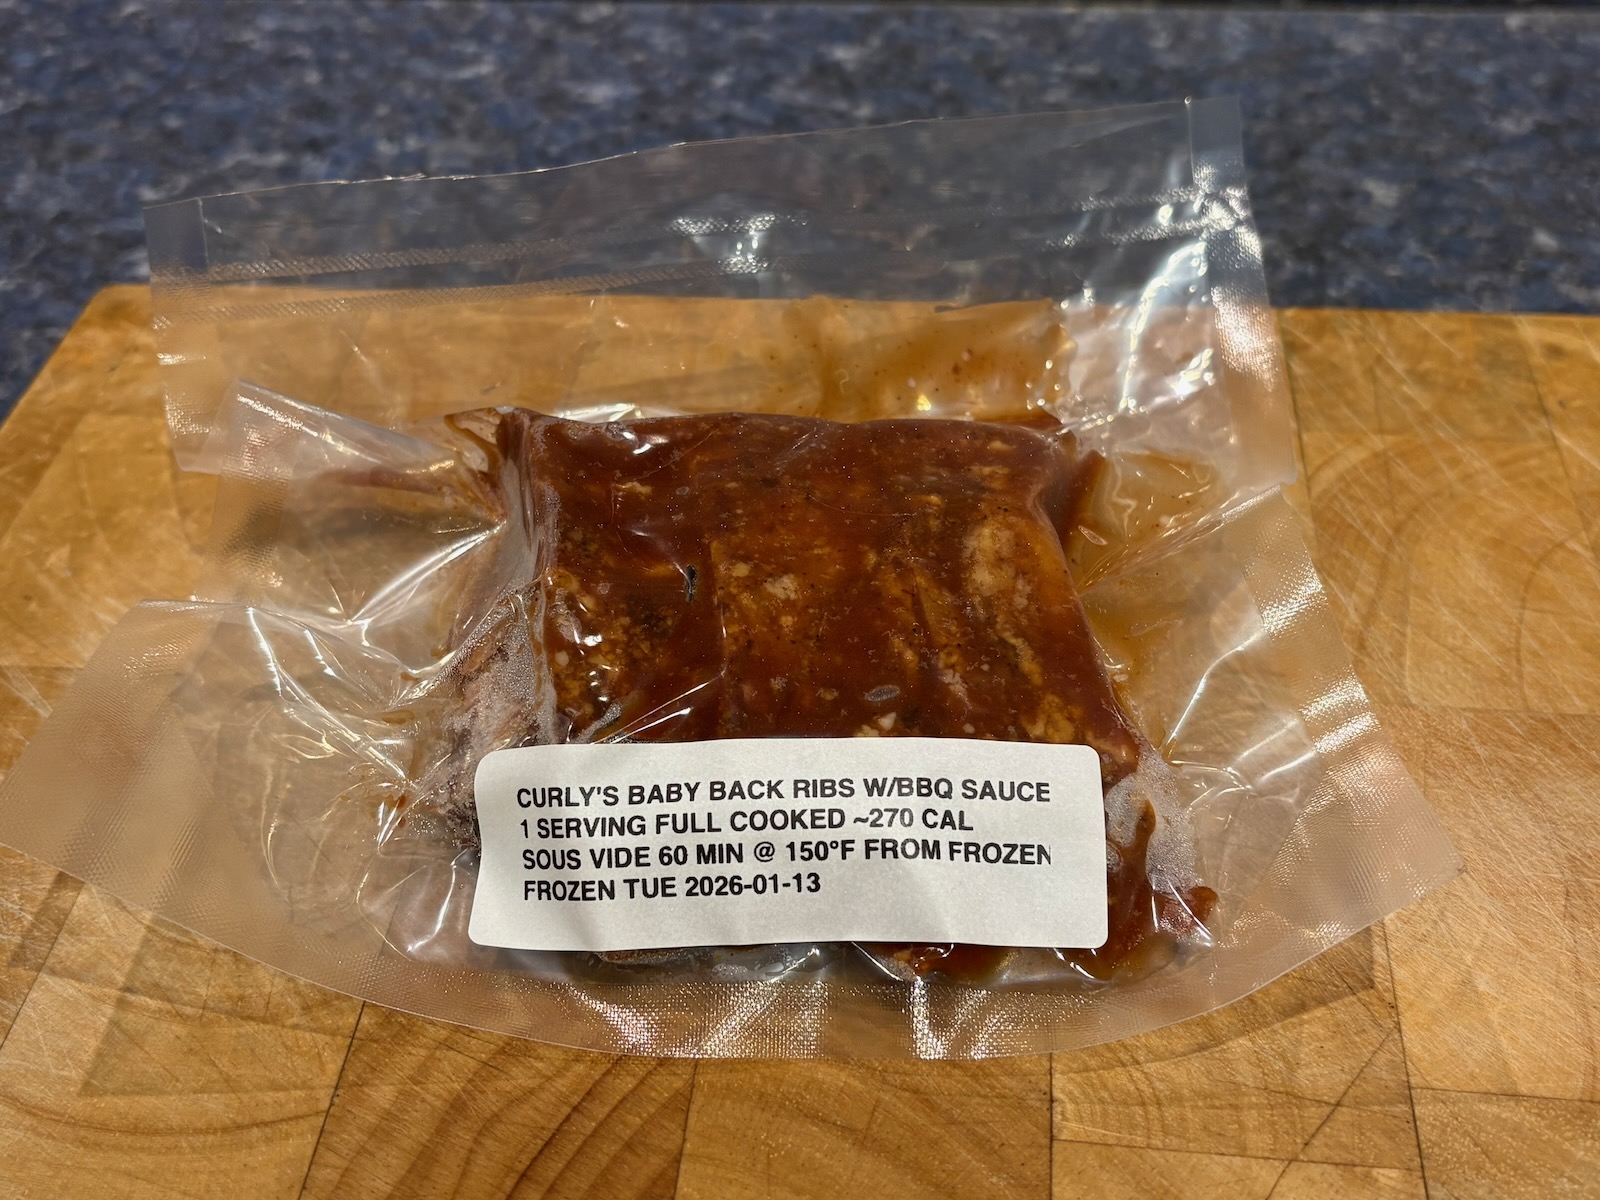 CURLY'S BABY BACK RIBS W/BBQ SAUCE
1 SERVING FULL COOKED ~270 CAL
SOUS VIDE 60 MIN @ 150°F FROM FROZEN
FROZEN TUE 2026-01-13